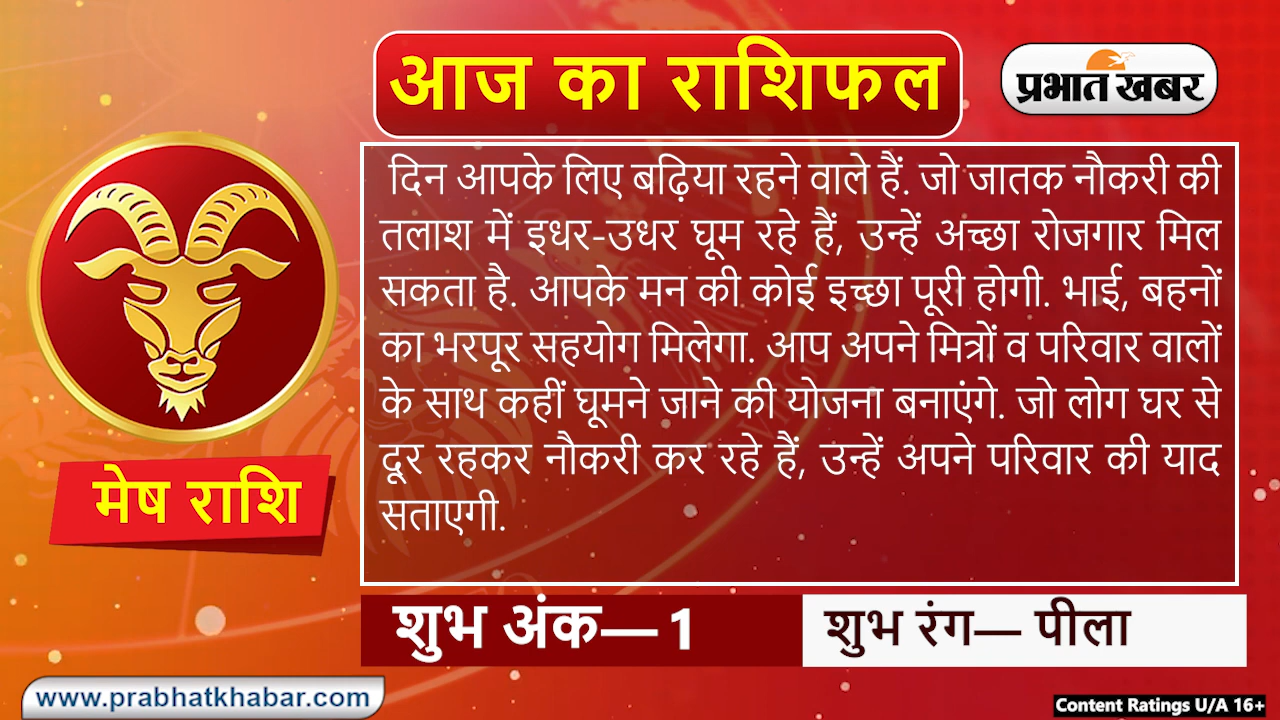 आज का राशिफल
प्रभात खबर
दिन आपके लिए बढ़िया रहने वाले हैं. जो जातक नौकरी की
तलाश में इधर-उधर घूम रहे हैं, उन्हें अच्छा रोजगार मिल
सकता है. आपके मन की कोई इच्छा पूरी होगी. भाई, बहनों
का भरपूर सहयोग मिलेगा. आप अपने मित्रों व परिवार वालों
के साथ कहीं घूमने जाने की योजना बनाएंगे. जो लोग घर से
दूर रहकर नौकरी कर रहे हैं, उन्हें अपने परिवार की याद
सताएगी.
मेष राशि
शुभ अंक— 1
शुभ रंग— पीला
www.prabhatkhabar.com
Content Ratings U/A 16+